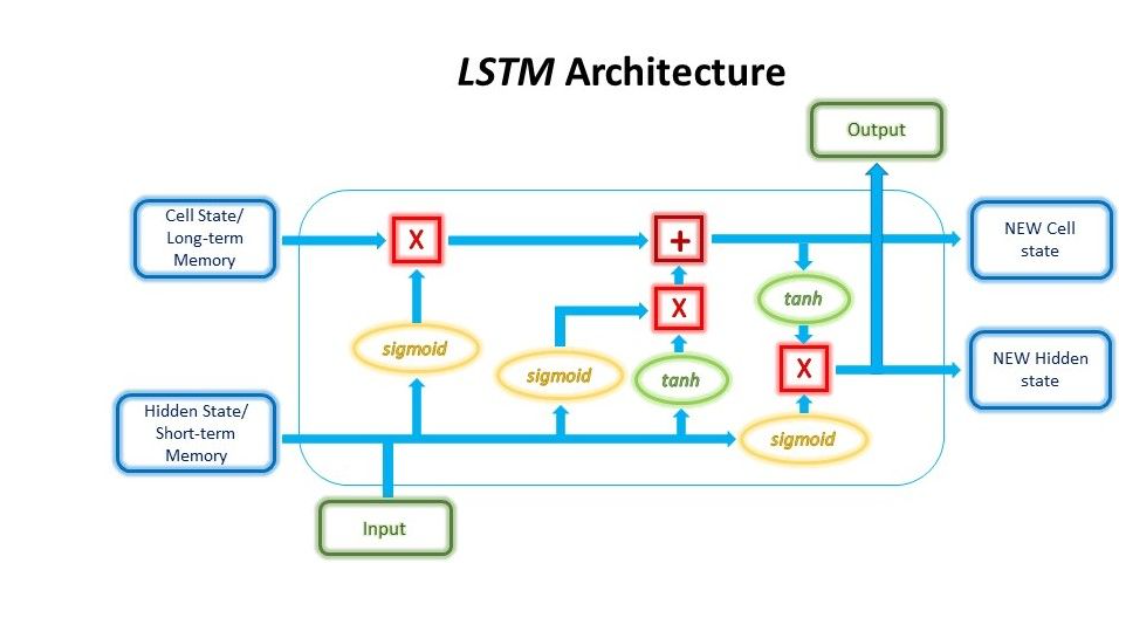 LSTM Architecture
Output
Cell State/
Long-term
Memory
X
+
NEW Cell
state
tanh
X
sigmoid
sigmoid
tanh
X
NEW Hidden
state
Hidden State/
Short-term
Memory
sigmoid
Input